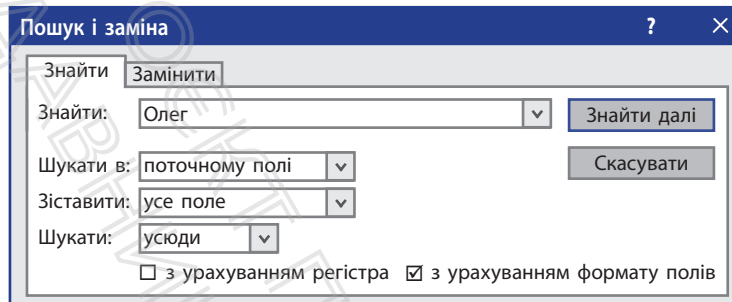 Пошук і заміна ? ×
Знайти Замінити
Знайти: Олег Знайти далі
Шукати в: поточному полі Скасувати
Зіставити: усе поле
Шукати: усюди
з урахуванням регістра з урахуванням формату полів